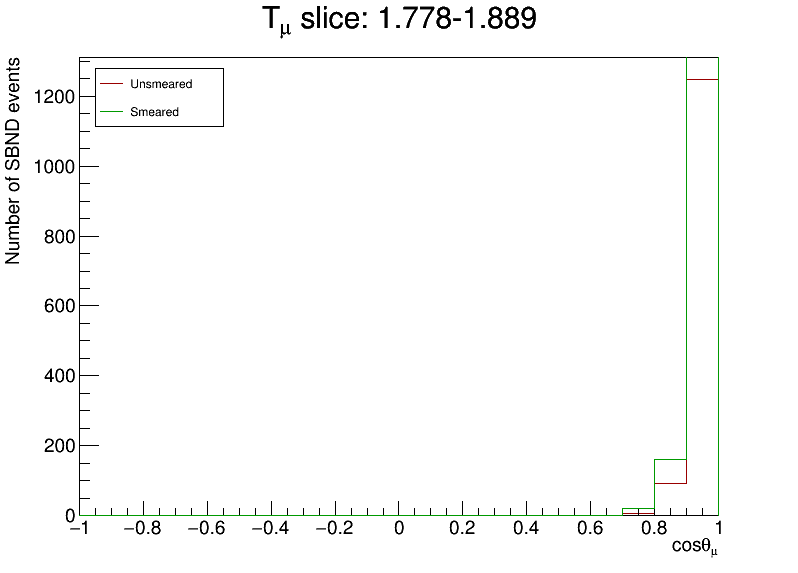 Tμ slice: 1.778-1.889
Number of SBND events
Unsmeared
Smeared
1200
1000
800
600
400
200
0
−1 −0.8 −0.6 −0.4 −0.2 0 0.2 0.4 0.6 0.8 1
cosθμ